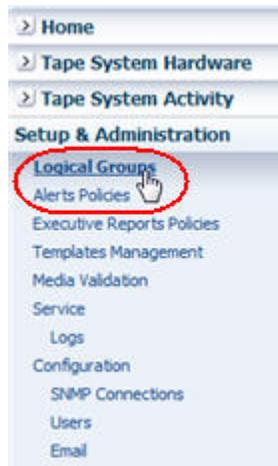 Home
Tape System Hardware
Tape System Activity
Setup & Administration
Logical Groups
Alerts Policies
Executive Reports Policies
Templates Management
Media Validation
Service
Logs
Configuration
SNMP Connections
Users
Email